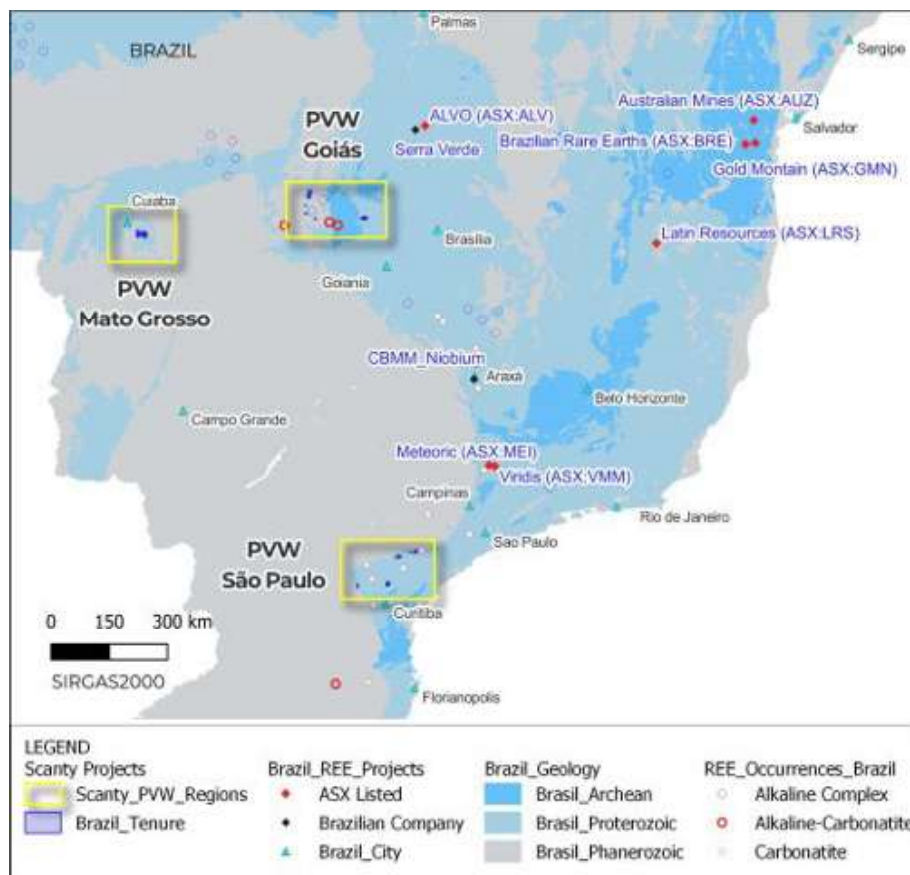 Palmas
BRAZIL
Sergipe
Australian Mines (ASX:AUZ)
ALVO (ASX:ALV)
Salvador
PVW
Goiás
Brazilian Rare Earths (ASX:BRE)
Serra Verde
Gold Montain (ASX:GMN)
Cuiaba
Brasilia
Latin Resources (ASX:LRS)
Goiania
PVW
Mato Grosso
CBMM_Niobium
Araxá
Belo Horizonte
Campo Grande
Meteoric (ASX:MEI)
Viridis (ASX:VMM)
Campinas
Rio de Janeiro
Sao Paulo
PVW
São Paulo
Curitiba
0 150 300 km
SIRGAS2000
Florianopolis
LEGEND
Scanty Projects
Scanty_PVW_Regions
Brazil_Tenure
Brazil_REE_Projects
ASX Listed
Brazilian Company
Brazil_City
Brazil_Geology
Brasil_Archean
Brasil_Proterozoic
Brasil_Phanerozoic
REE_Occurrences_Brazil
Alkaline Complex
Alkaline-Carbonatite
Carbonatite